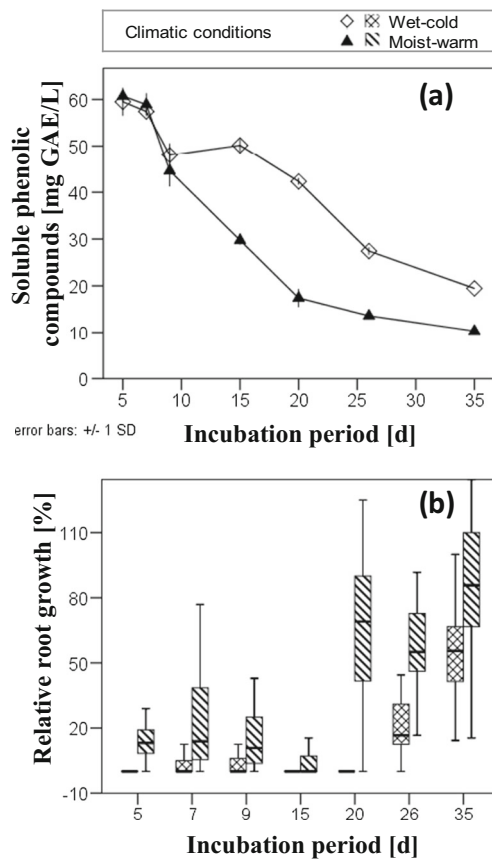 Climatic conditions
Wet-cold
Moist-warm
(a)
Soluble phenolic
compounds [mg GAE/L]
60
50
40
30
20
10
0
5 10 15 20 25 30 35
error bars: +/- 1 SD
Incubation period [d]
(b)
Relative root growth [%]
110
80
50
20
-10
5 7 9 15 20 26 35
Incubation period [d]